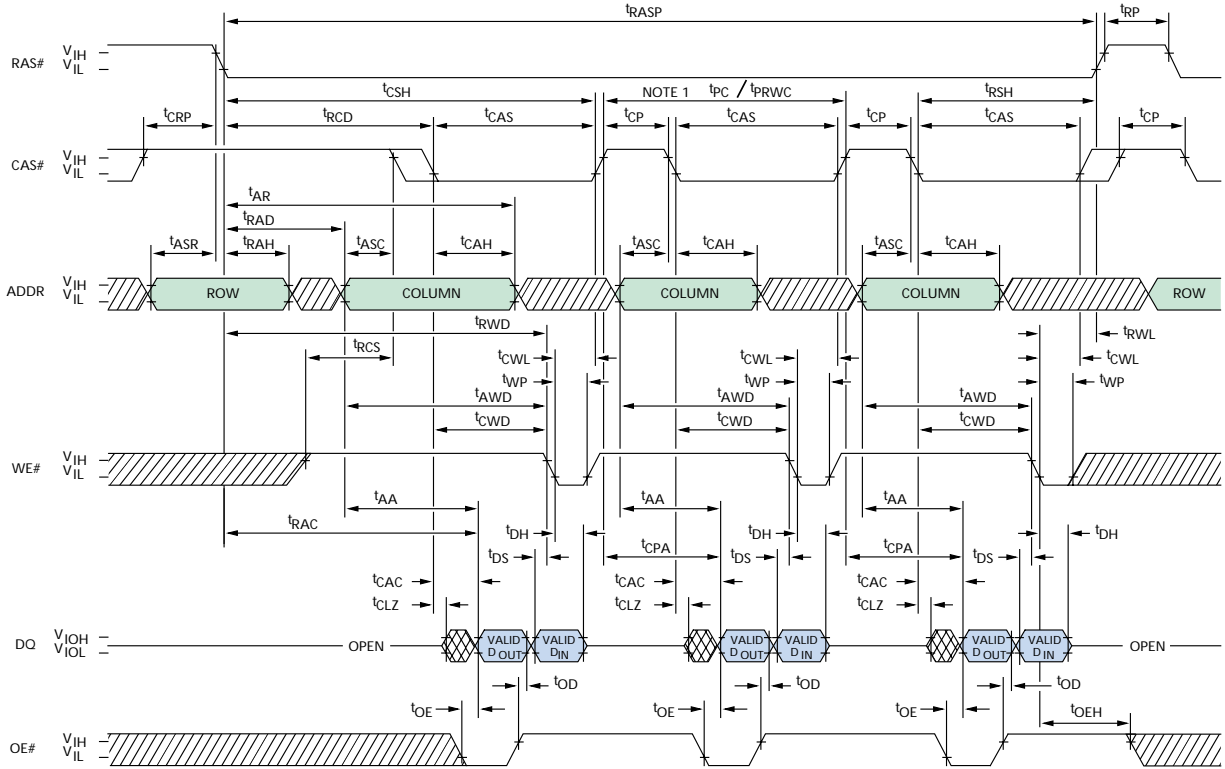 tRASP tRP
RAS# VIH
VIL
tCSH NOTE 1 tPC / tPRWC tRSH
tCRP tRCD tCAS tCP tCAS tCP tCAS tCP
CAS# VIH
VIL
tAR
tRAD
tASR tRAH tASC tCAH tASC tCAH tASC tCAH
ADDR VIH
VIL
ROW COLUMN COLUMN COLUMN ROW
tRWD tRWL
tRCS tCWL tCWL tCWL
tWP tWP tWP
tAWD tAWD tAWD
tCWD tCWD tCWD
WE# VIH
VIL
tAA tAA tAA
tRAC tDH tDH tDH
tDS tCPA tDS tCPA tDS
tCAC tCAC tCAC
tCLZ tCLZ tCLZ
DQ VIOH
VIOL
OPEN VALID DOUT VALID DIN VALID DOUT VALID DIN VALID DOUT VALID DIN OPEN
tOD tOD tOD
tOE tOE tOE tOEH
OE# VIH
VIL